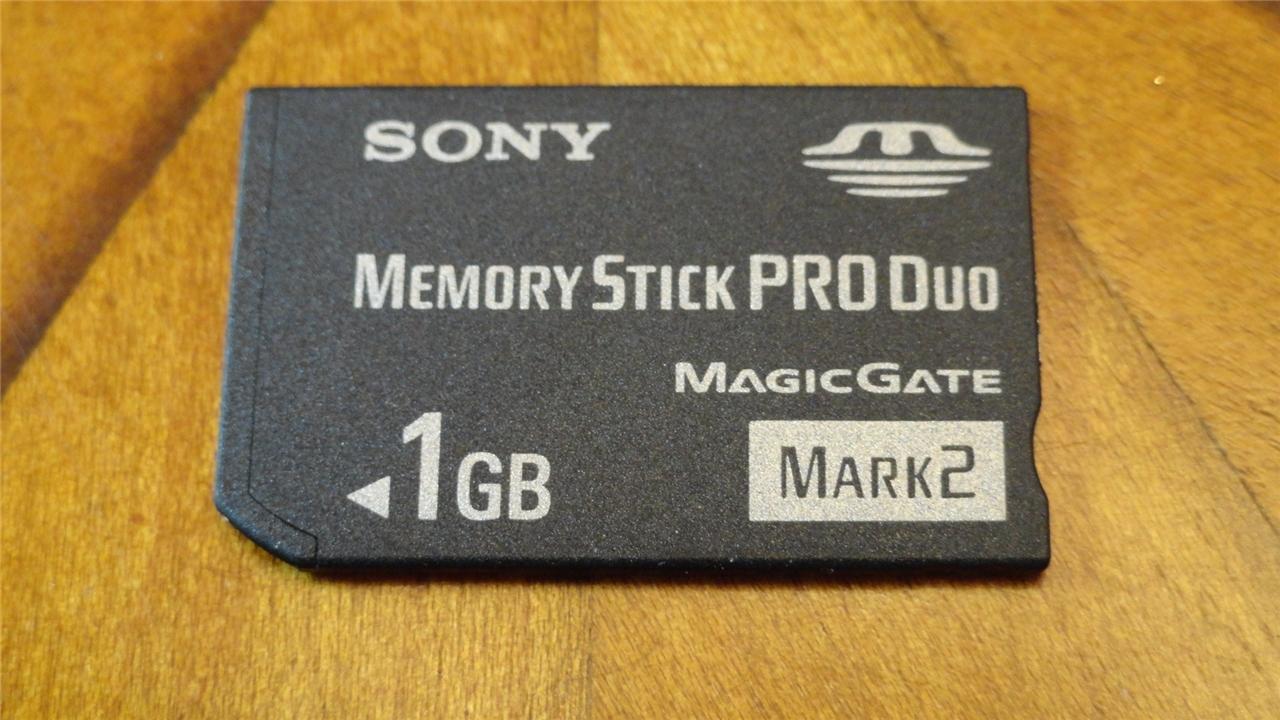 SONY
MEMORY STICK PRO DUO
MAGICGATE
1GB
MARK2